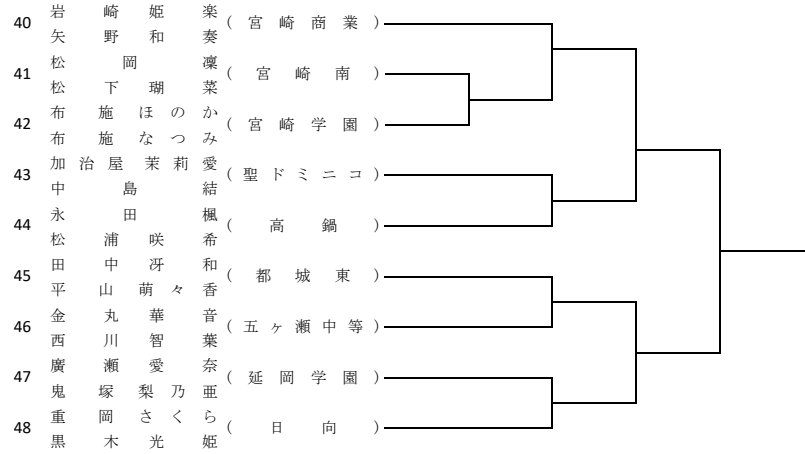 岩崎姫楽
40 (宮崎商業)
矢野和奏
松岡凜
41 (宮崎南)
松下瑚菜
布施ほのか
42 (宮崎学園)
布施なつみ
加治屋茉莉愛
43 (聖ドミニコ)
中島結
永田楓
44 (高鍋)
松浦咲希
田中冴和
45 (都城東)
平山萌々香
金丸華音
46 (五ヶ瀬中等)
西川智葉
廣瀬愛奈
47 (延岡学園)
鬼塚梨乃亜
重岡さくら
48 (日向)
黒木光姫